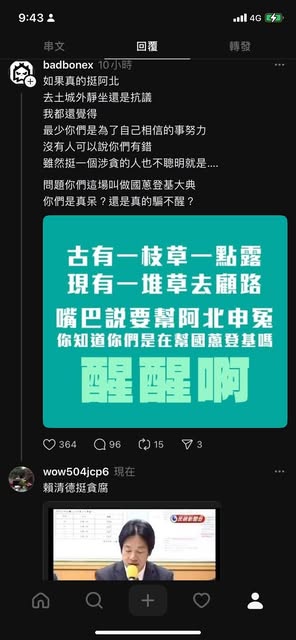 9:43
4G
串文
回覆
轉發
badbonex 10小時
如果真的挺阿北
去土城外靜坐還是抗議
我都還覺得
最少你們是為了自己相信的事努力
沒有人可以說你們有錯
雖然挺一個涉貪的人也不聰明就是....
問題你們這場叫做國蒽登基大典
你們是真呆？還是真的騙不醒？
古有一枝草一點露
現有一堆草去顧路
嘴巴說要幫阿北申冤
你知道你們是在幫國蒽登基嗎
醒醒啊
364
96
15
3
wow504jcp6 現在
賴清德挺貪腐